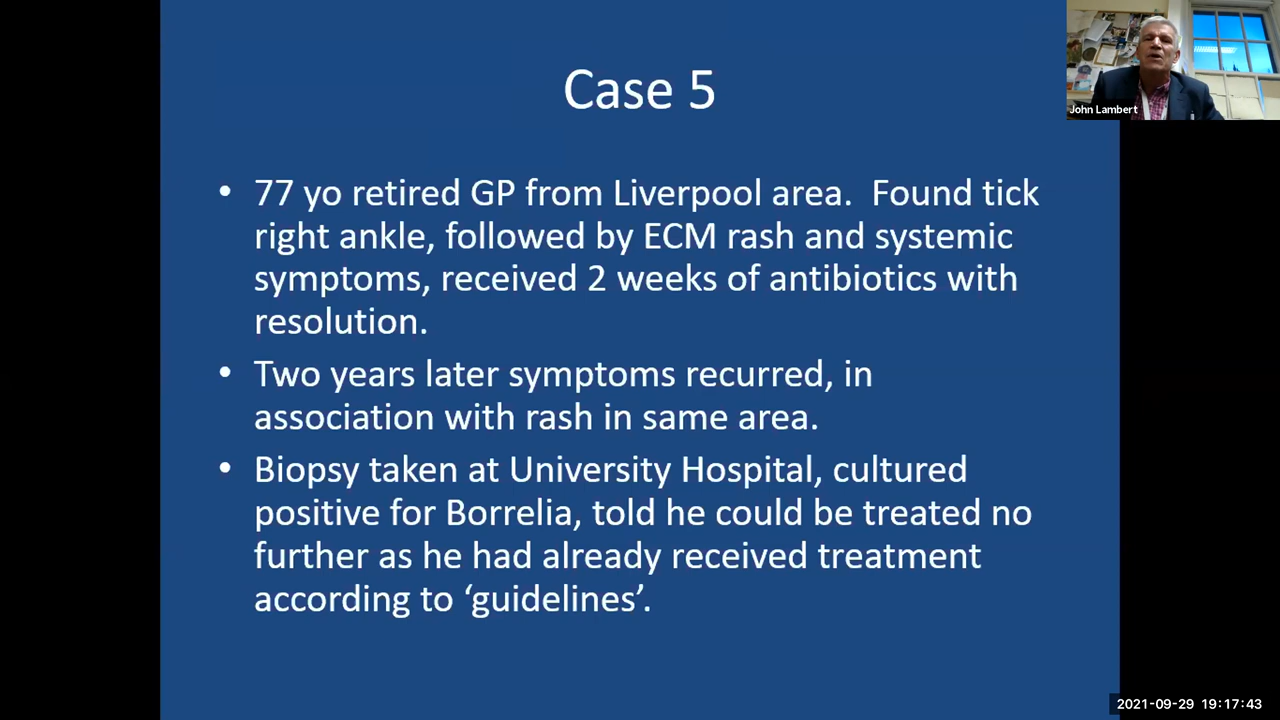 Case 5
John Lambert
• 77 yo retired GP from Liverpool area. Found tick
right ankle, followed by ECM rash and systemic
symptoms, received 2 weeks of antibiotics with
resolution.
• Two years later symptoms recurred, in
association with rash in same area.
• Biopsy taken at University Hospital, cultured
positive for Borrelia, told he could be treated no
further as he had already received treatment
according to ‘guidelines’.
2021-09-29 19:17:43